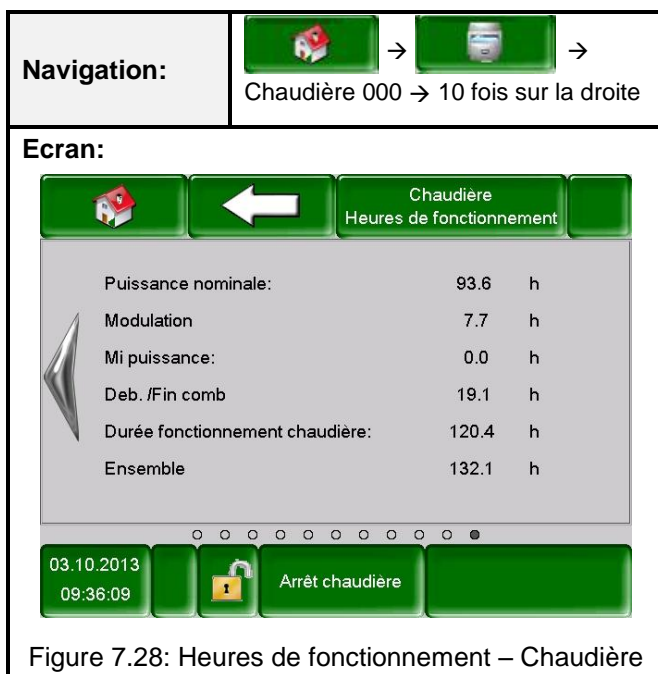 Navigation:
→ →
Chaudière 000 → 10 fois sur la droite
Ecran:
Chaudière
Heures de fonctionnement
Puissance nominale: 93.6 h
Modulation 7.7 h
Mi puissance: 0.0 h
Deb. /Fin comb 19.1 h
Durée fonctionnement chaudière: 120.4 h
Ensemble 132.1 h
03.10.2013
09:36:09
Arrêt chaudière
Figure 7.28: Heures de fonctionnement – Chaudière